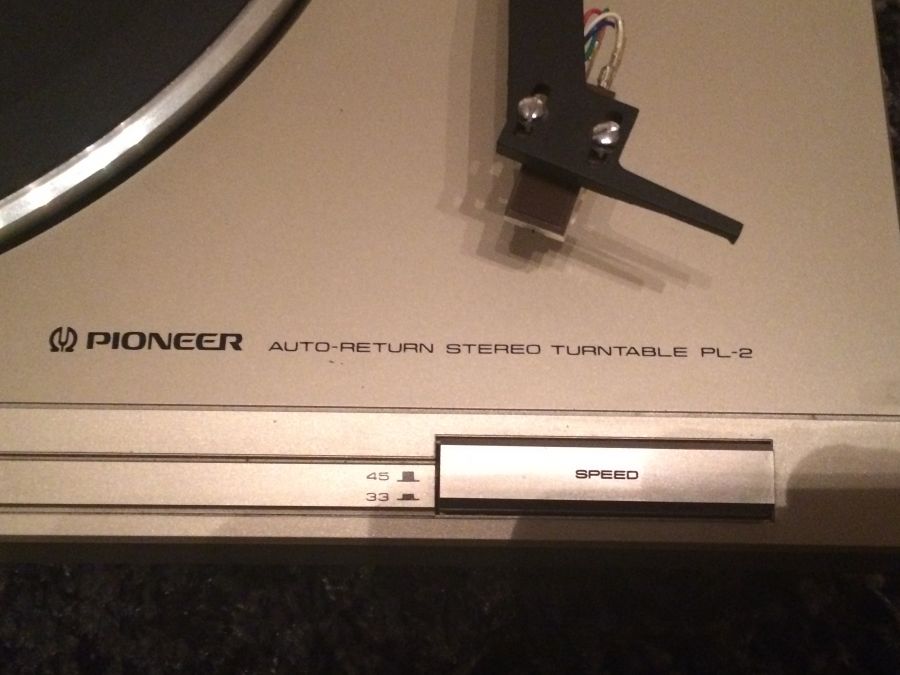 PIONEER AUTO-RETURN STEREO TURNTABLE PL-2
45
33
SPEED